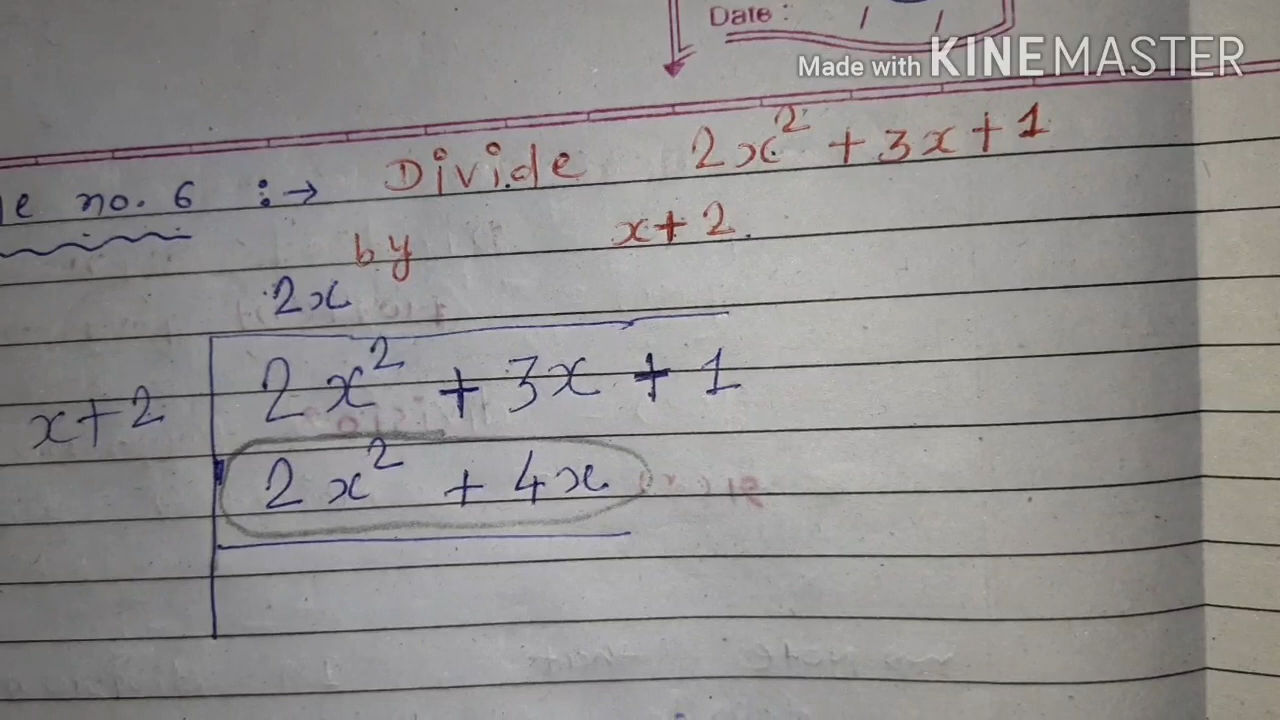 Date : / /
Made with KINEMASTER
le no. 6 :→ Divide 2x² + 3x + 1
by x + 2.
2x
x + 2 2x² + 3x + 1
2x² + 4x